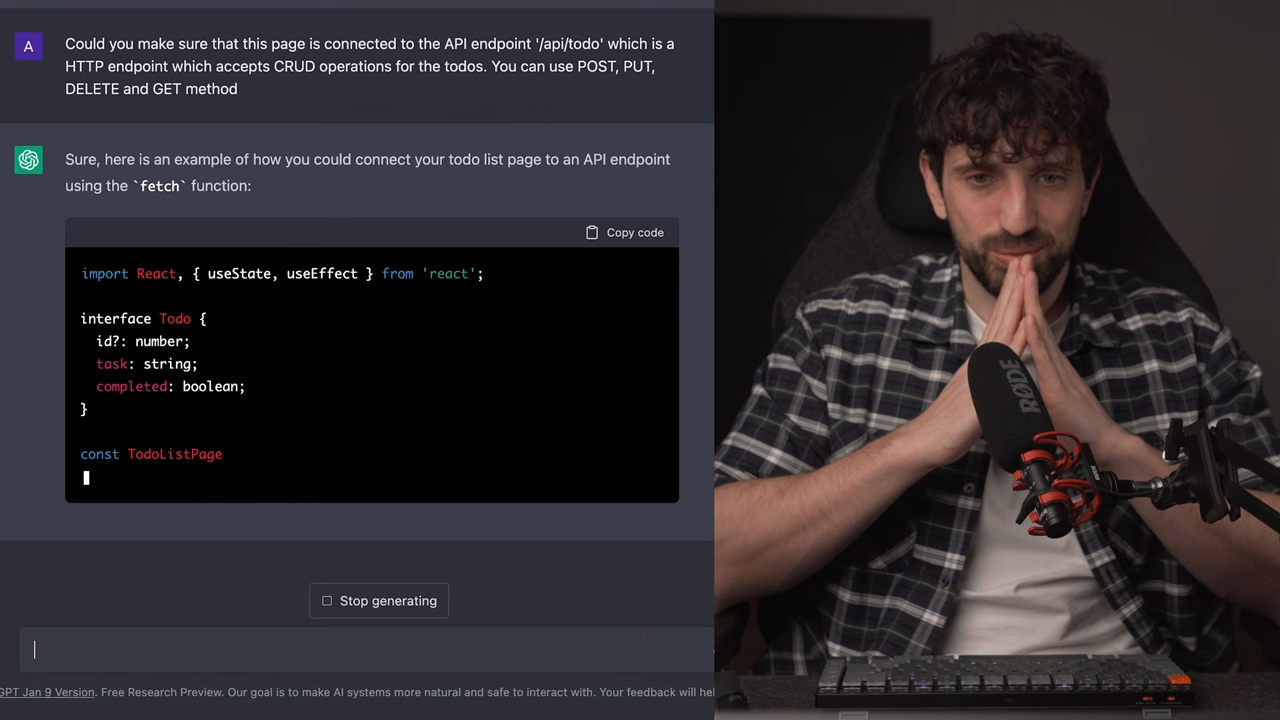 A
Could you make sure that this page is connected to the API endpoint '/api/todo' which is a
HTTP endpoint which accepts CRUD operations for the todos. You can use POST, PUT,
DELETE and GET method
Sure, here is an example of how you could connect your todo list page to an API endpoint
using the `fetch` function:
Copy code
import React, { useState, useEffect } from 'react';
interface Todo {
id?: number;
task: string;
completed: boolean;
}
const TodoListPage
Stop generating
GPT Jan 9 Version. Free Research Preview. Our goal is to make AI systems more natural and safe to interact with. Your feedback will
RØDE